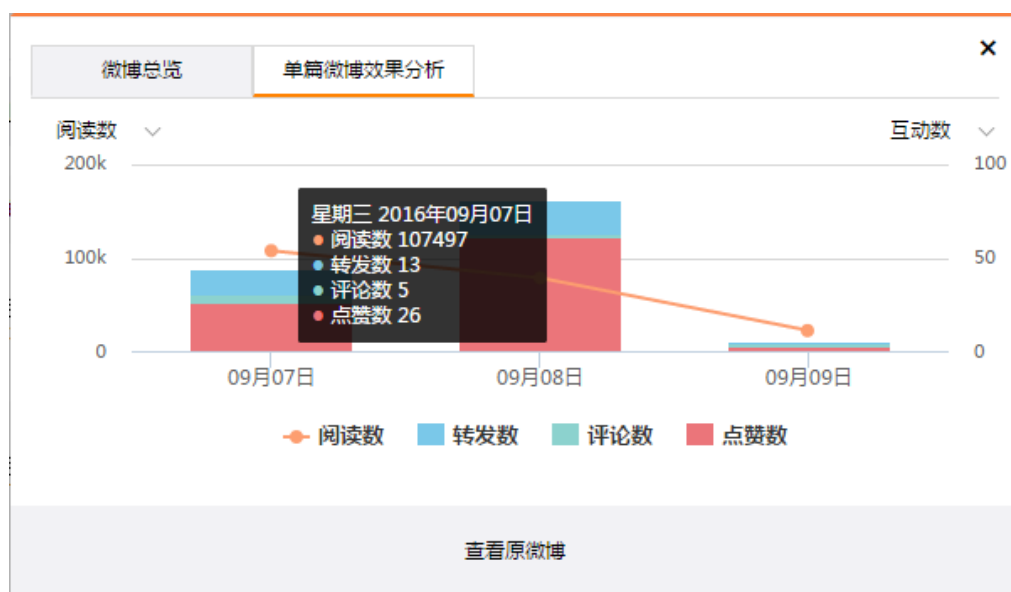 微博总览 单篇微博效果分析 ×
阅读数 互动数
200k 100
星期三 2016年09月07日
阅读数 107497
100k 转发数 13 50
评论数 5
点赞数 26
0 0
09月07日 09月08日 09月09日
阅读数 转发数 评论数 点赞数
查看原微博